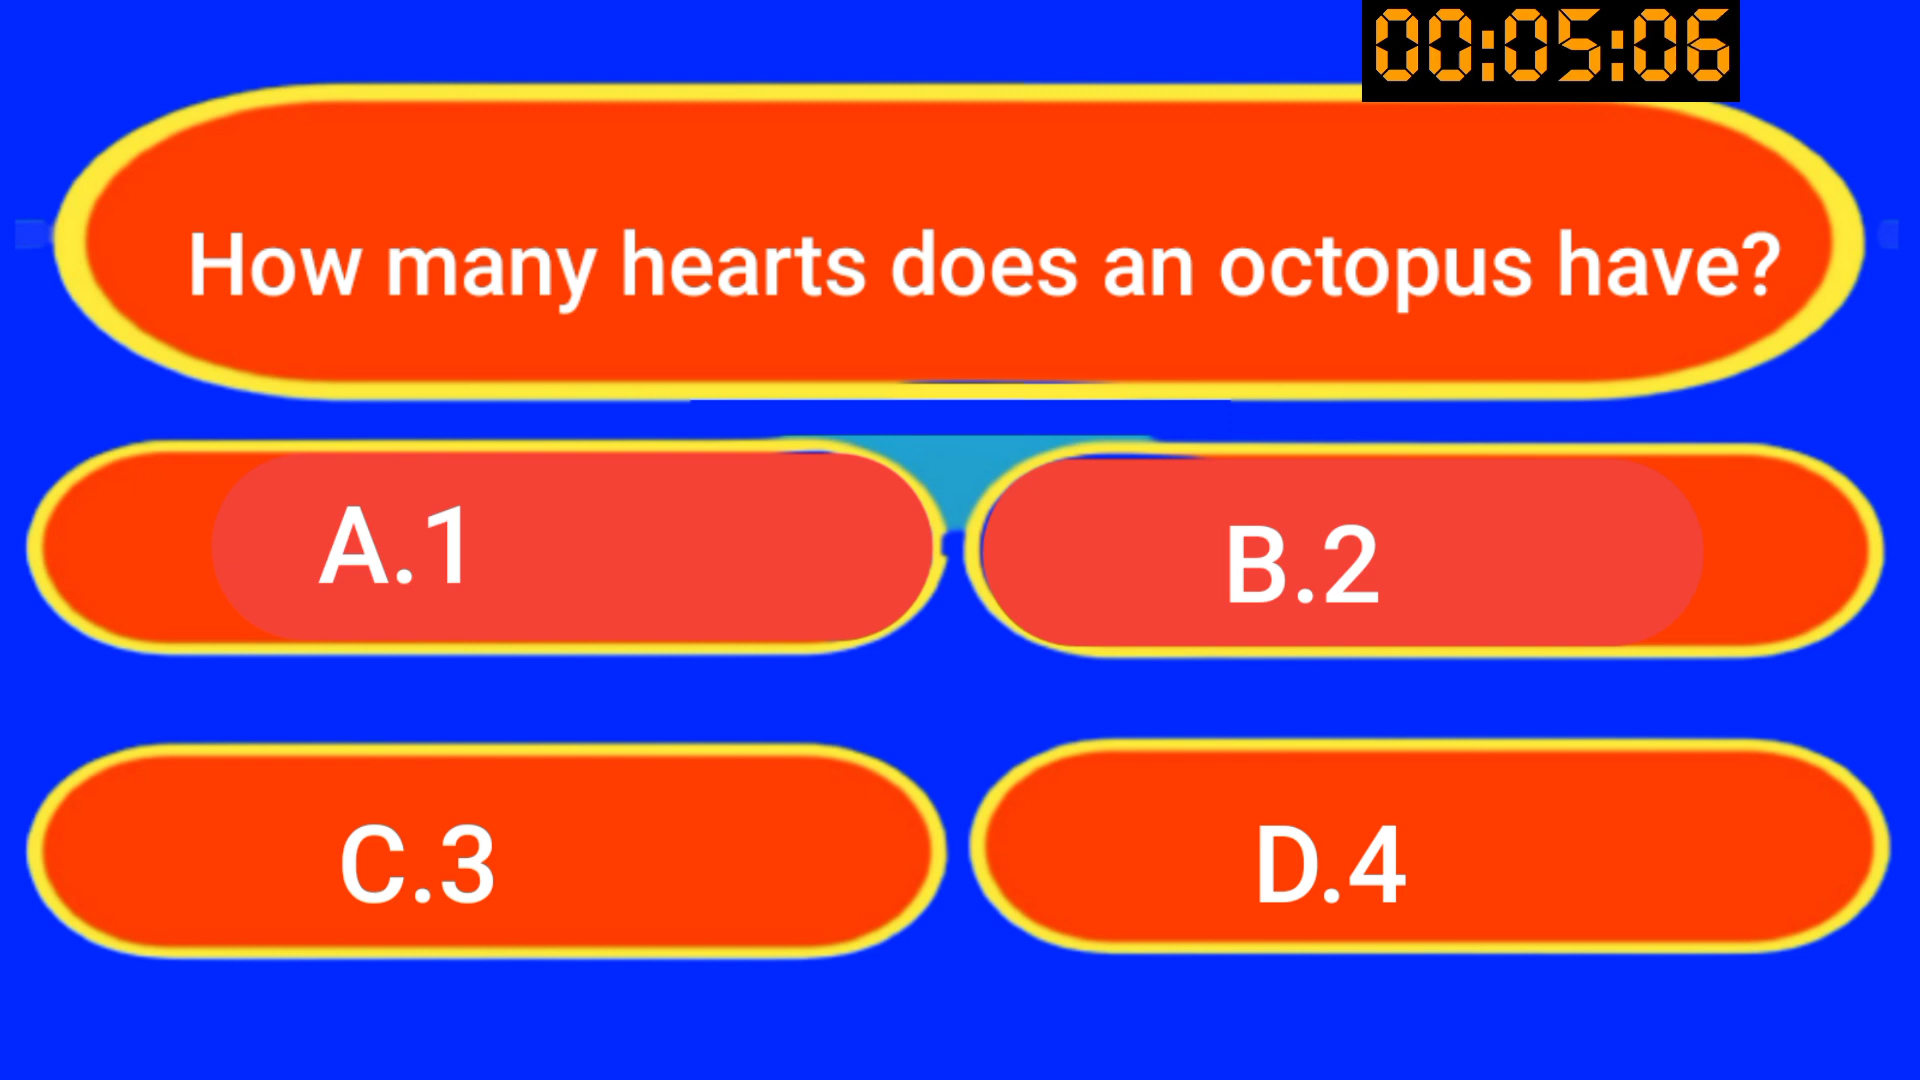 00:05:06
How many hearts does an octopus have?
A.1
B.2
C.3
D.4